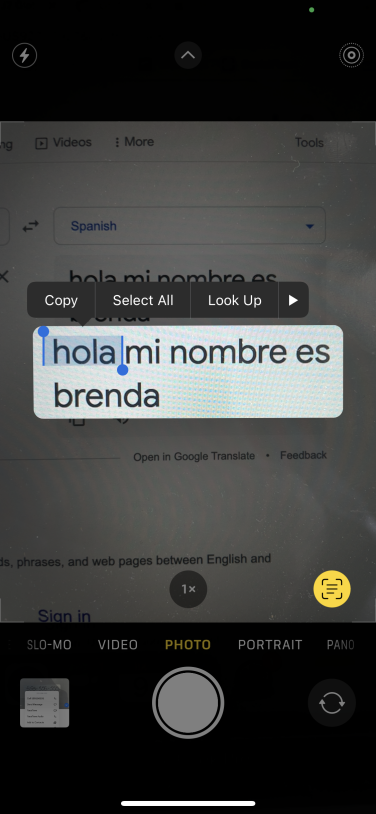 Videos
More
Tools
Spanish
hola mi nombre es
Copy Select All Look Up
hola mi nombre es
brenda
Open in Google Translate • Feedback
ds, phrases, and web pages between English and
1×
Sign in
SLO-MO VIDEO PHOTO PORTRAIT PANO